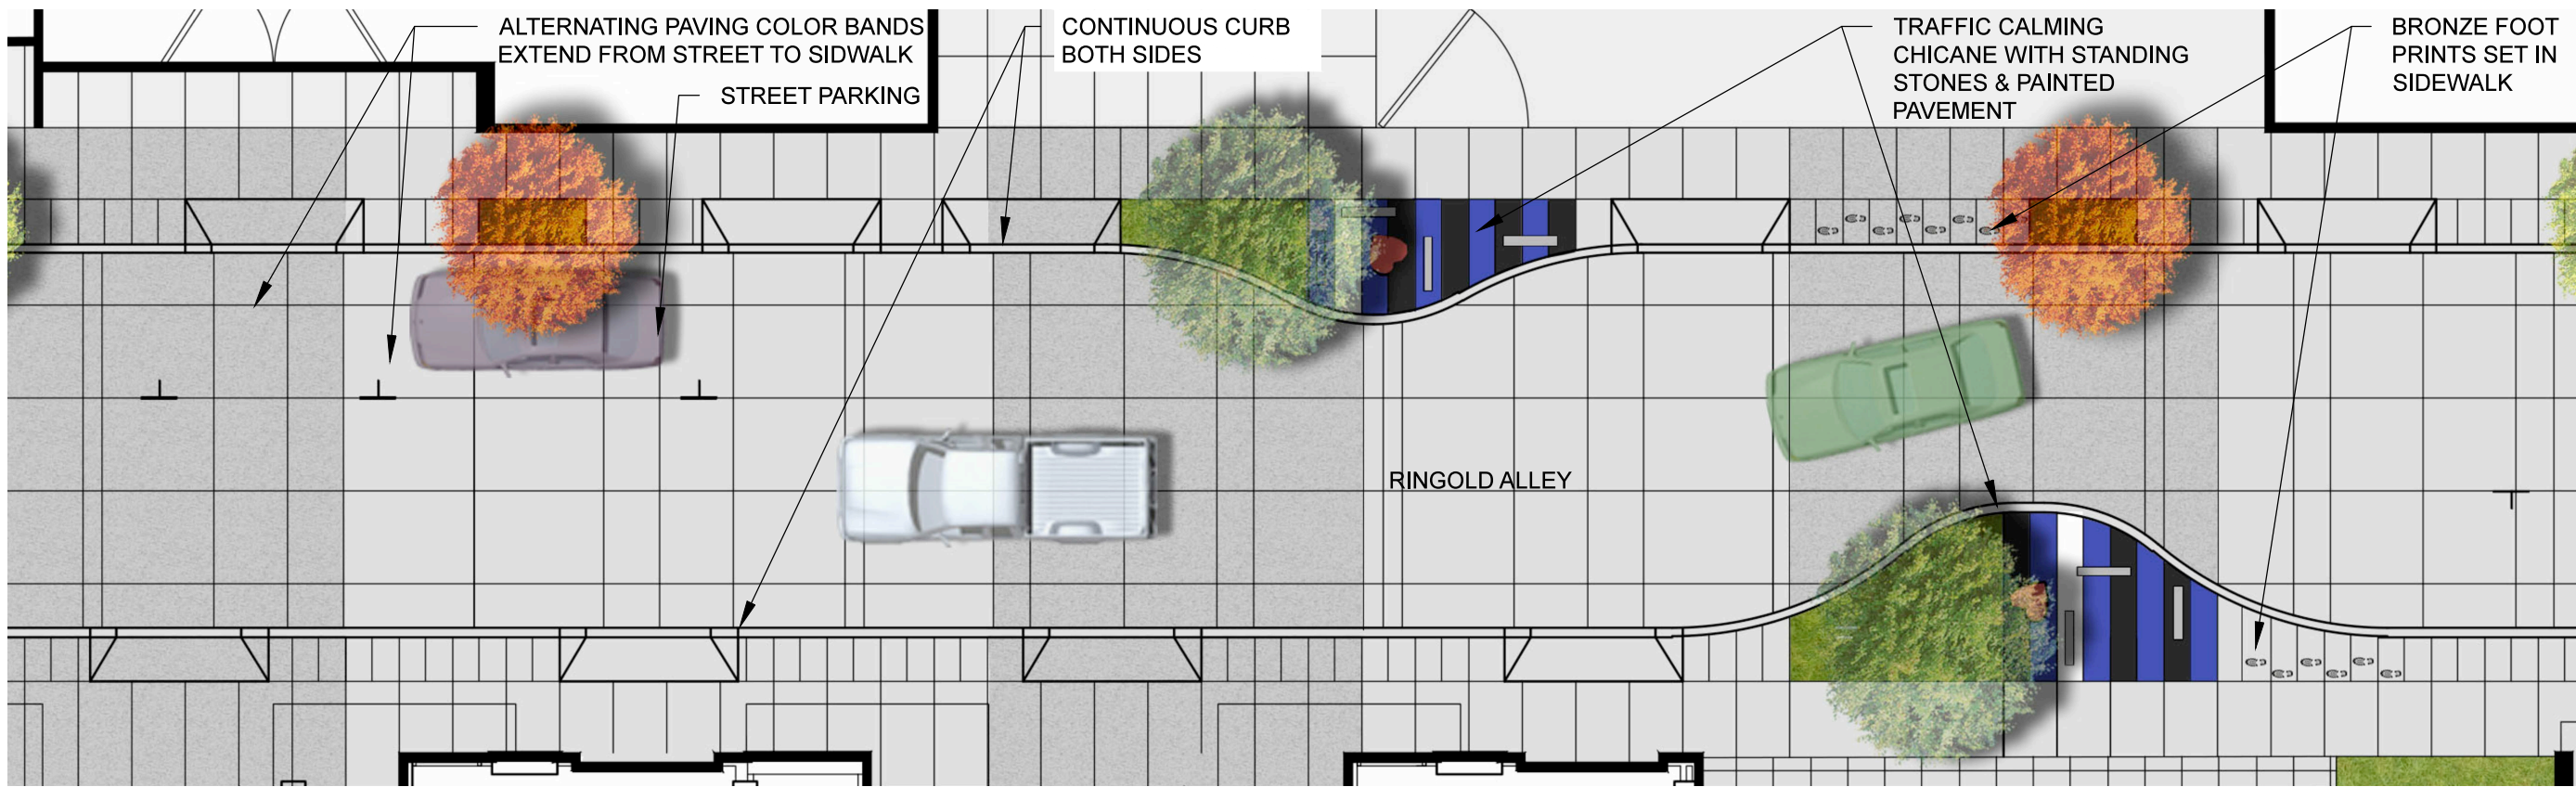 ALTERNATING PAVING COLOR BANDS
EXTEND FROM STREET TO SIDWALK
STREET PARKING
CONTINUOUS CURB
BOTH SIDES
TRAFFIC CALMING
CHICANE WITH STANDING
STONES & PAINTED
PAVEMENT
BRONZE FOOT
PRINTS SET IN
SIDEWALK
RINGOLD ALLEY